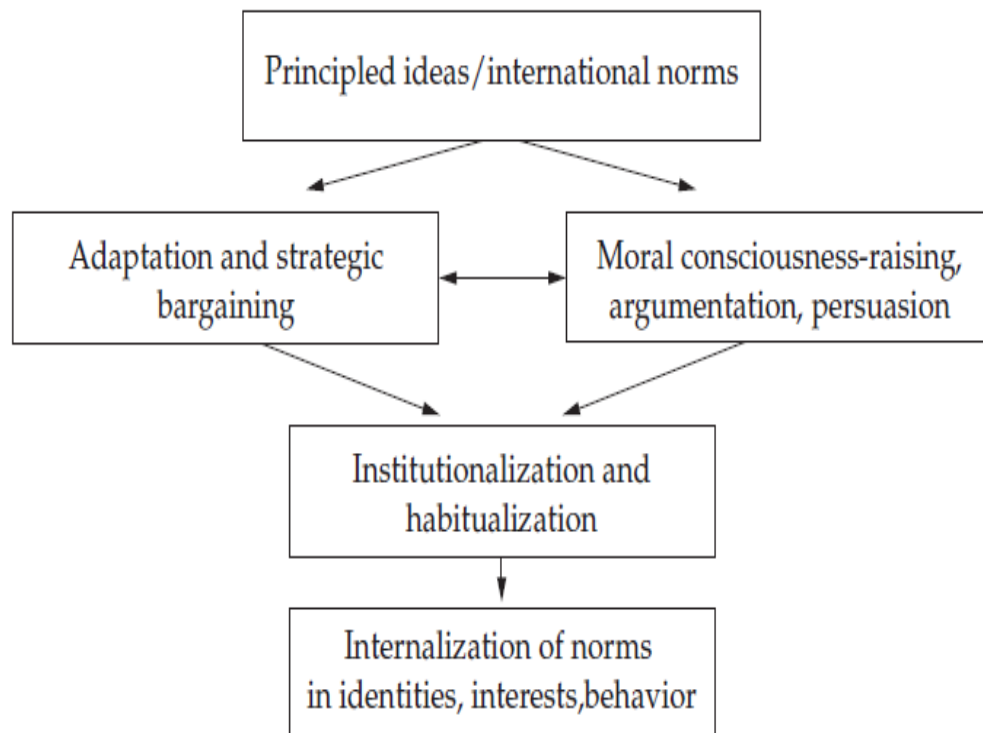 Principled ideas/international norms
Adaptation and strategic
bargaining
Moral consciousness-raising,
argumentation, persuasion
Institutionalization and
habitualization
Internalization of norms
in identities, interests,behavior